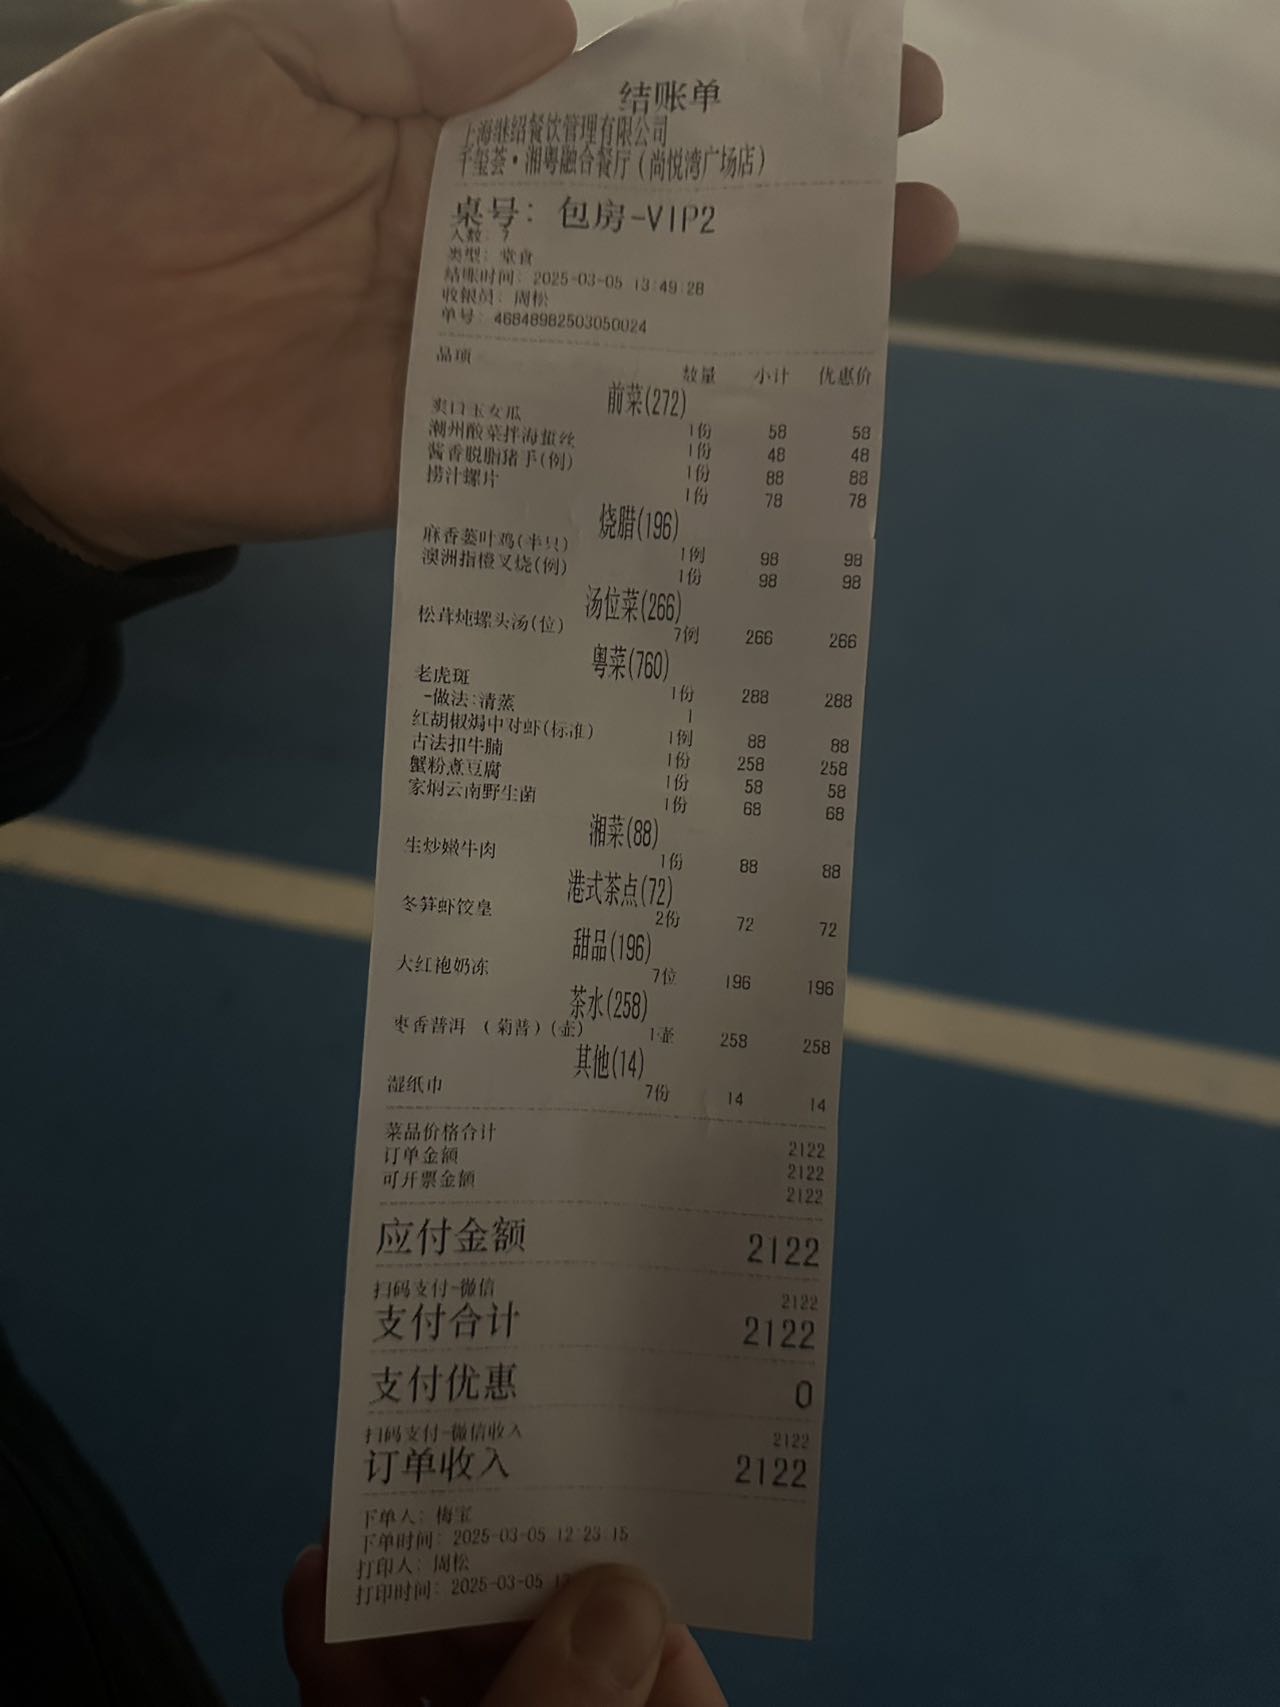 结账单
上海继绍餐饮管理有限公司
千玺荟·湘粤融合餐厅(尚悦湾广场店)
桌号: 包房-VIP2
人数: 7
类型: 堂食
结账时间: 2025-03-05 13:49:28
收银员: 周松
单号: 46848982503050024
品项 数量 小计 优惠价
前菜(272)
爽口玉女瓜 1份 58 58
潮州酸菜拌海蜇丝 1份 48 48
酱香脱脂猪手(例) 1份 88 88
捞汁螺片 1份 78 78
烧腊(196)
麻香蒌叶鸡(半只) 1例 98 98
澳洲指橙叉烧(例) 1份 98 98
汤位菜(266)
松茸炖螺头汤(位) 7例 266 266
粤菜(760)
老虎斑 1份 288 288
-做法:清蒸 1
红胡椒焗中对虾(标准) 1例 88 88
古法扣牛腩 1份 258 258
蟹粉煮豆腐 1份 58 58
家焖云南野生菌 1份 68 68
湘菜(88)
生炒嫩牛肉 1份 88 88
港式茶点(72)
冬笋虾饺皇 2份 72 72
甜品(196)
大红袍奶冻 7位 196 196
茶水(258)
枣香普洱 (菊普)(壶) 1壶 258 258
其他(14)
湿纸巾 7份 14 14
菜品价格合计 2122
订单金额 2122
可开票金额 2122
应付金额 2122
扫码支付-微信 2122
支付合计 2122
支付优惠 0
扫码支付-微信收入 2122
订单收入 2122
下单人: 梅宝
下单时间: 2025-03-05 12:23:15
打印人: 周松
打印时间: 2025-03-05